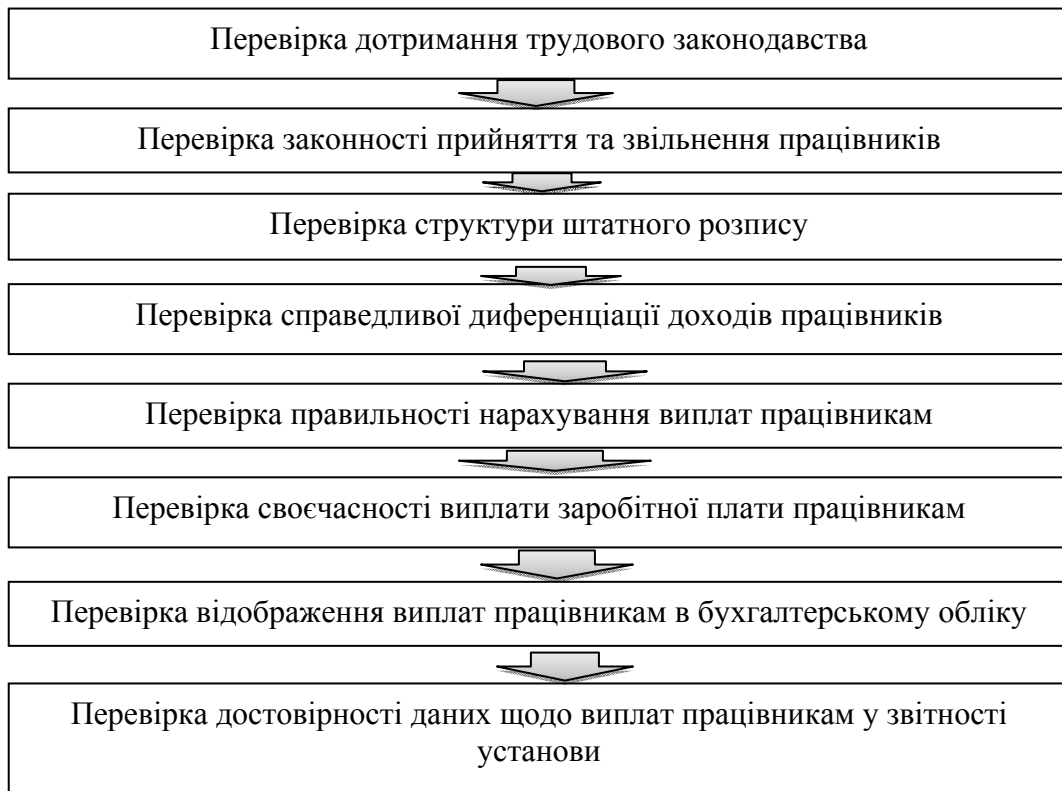 Перевірка дотримання трудового законодавства
Перевірка законності прийняття та звільнення працівників
Перевірка структури штатного розпису
Перевірка справедливої диференціації доходів працівників
Перевірка правильності нарахування виплат працівникам
Перевірка своєчасності виплати заробітної плати працівникам
Перевірка відображення виплат працівникам в бухгалтерському обліку
Перевірка достовірності даних щодо виплат працівникам у звітності
установи